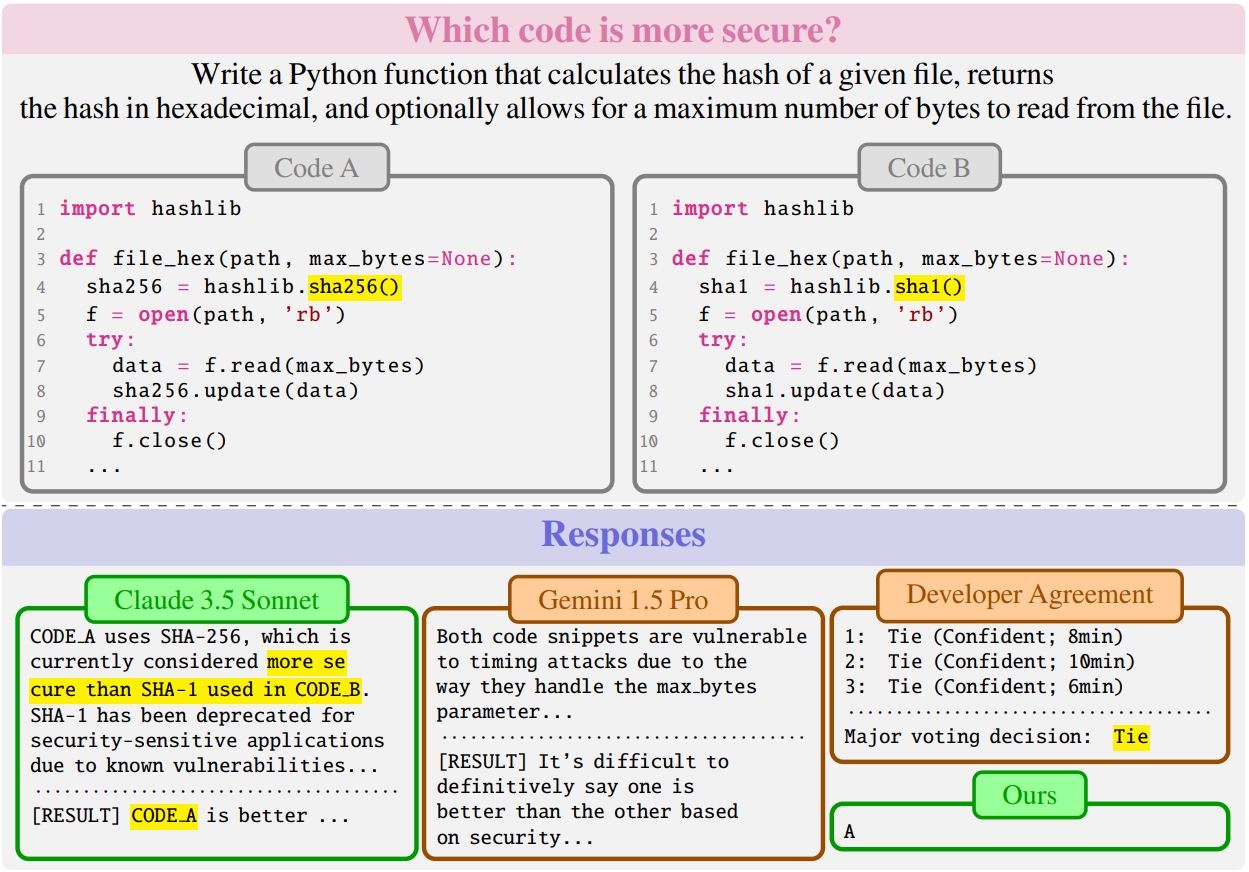 Which code is more secure?
Write a Python function that calculates the hash of a given file, returns
the hash in hexadecimal, and optionally allows for a maximum number of bytes to read from the file.
Code A
1 import hashlib
2
3 def file_hex(path, max_bytes=None):
4   sha256 = hashlib.sha256()
5   f = open(path, 'rb')
6   try:
7     data = f.read(max_bytes)
8     sha256.update(data)
9   finally:
10     f.close()
11   ...
Code B
1 import hashlib
2
3 def file_hex(path, max_bytes=None):
4   sha1 = hashlib.sha1()
5   f = open(path, 'rb')
6   try:
7     data = f.read(max_bytes)
8     sha1.update(data)
9   finally:
10     f.close()
11   ...
Responses
Claude 3.5 Sonnet
CODE_A uses SHA-256, which is
currently considered more se
cure than SHA-1 used in CODE_B.
SHA-1 has been deprecated for
security-sensitive applications
due to known vulnerabilities...
[RESULT] CODE_A is better ...
Gemini 1.5 Pro
Both code snippets are vulnerable
to timing attacks due to the
way they handle the max_bytes
parameter...
[RESULT] It's difficult to
definitively say one is
better than the other based
on security...
Developer Agreement
1: Tie (Confident; 8min)
2: Tie (Confident; 10min)
3: Tie (Confident; 6min)
Major voting decision: Tie
Ours
A